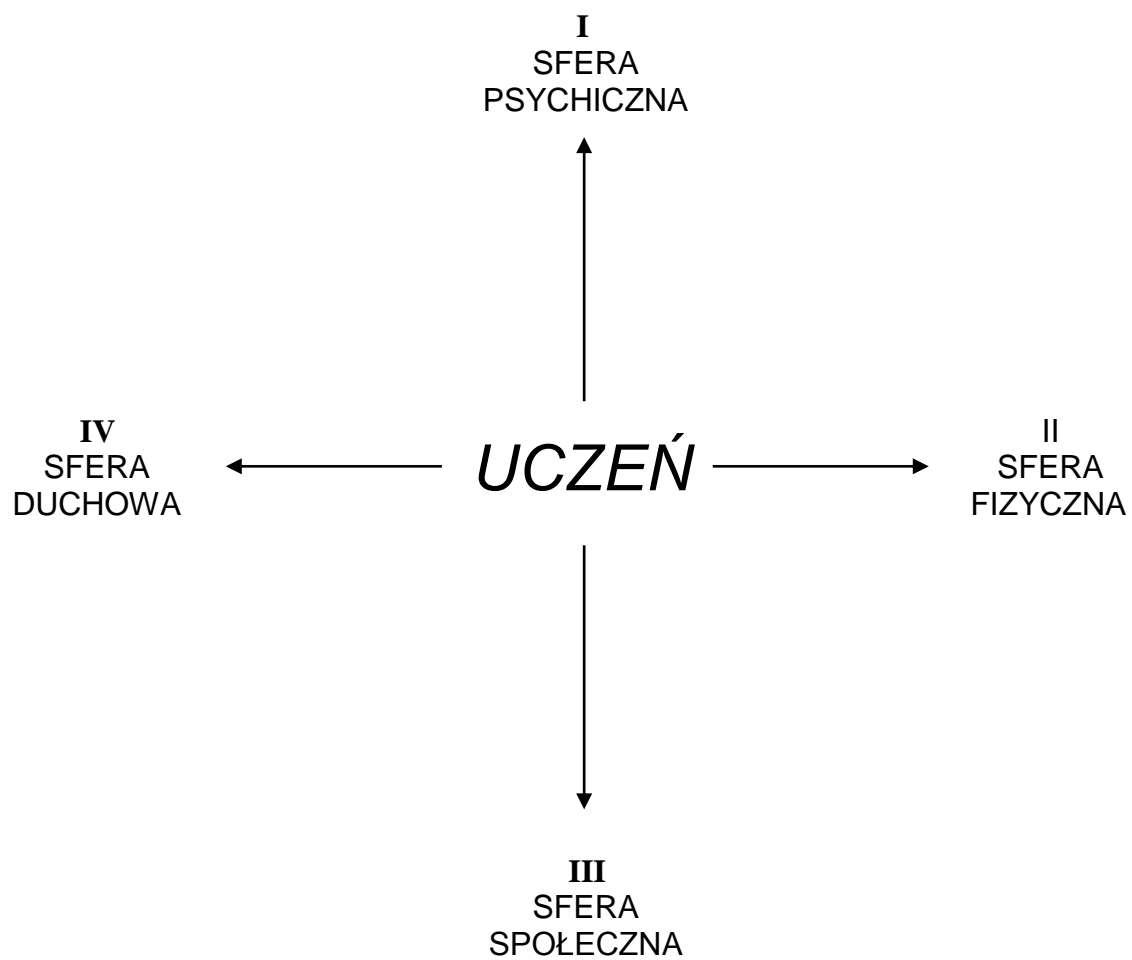 I
SFERA
PSYCHICZNA
IV
SFERA
DUCHOWA
UCZEŃ
II
SFERA
FIZYCZNA
III
SFERA
SPOŁECZNA